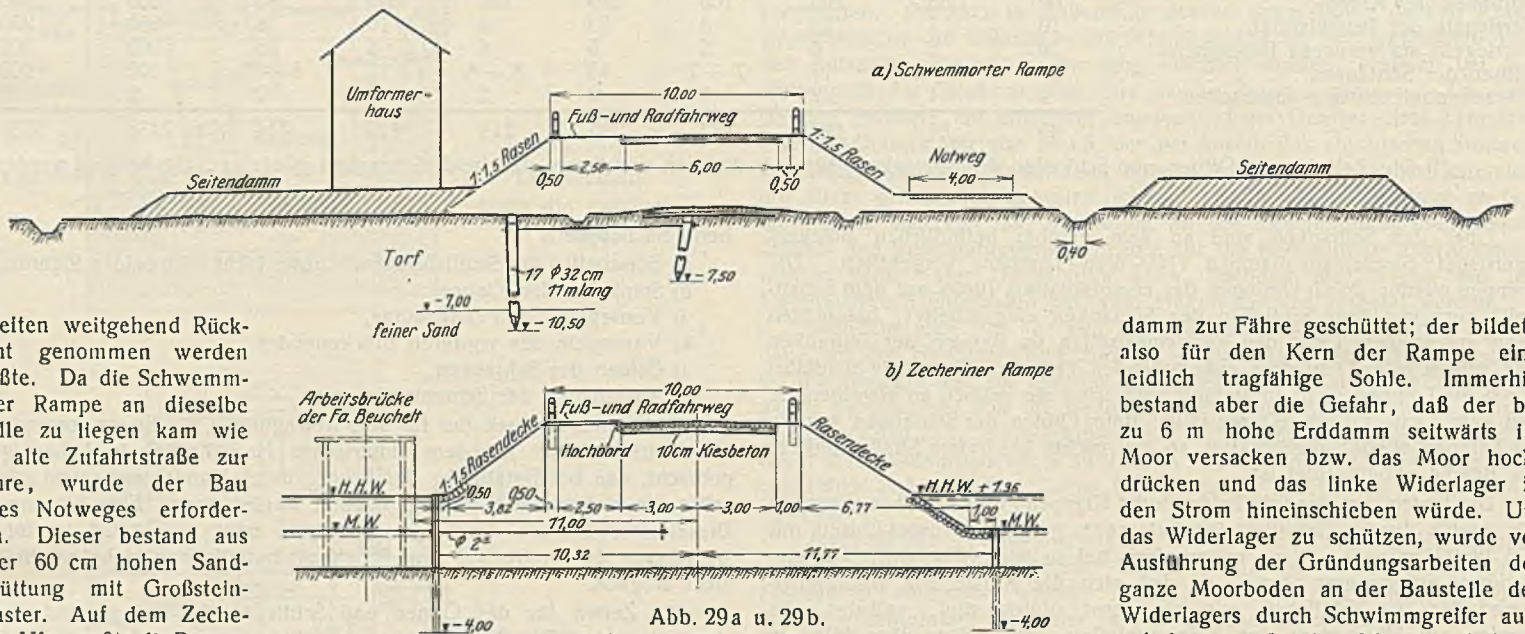 a) Schwemmorter Rampe
Umformer-
haus
10,00
Fuß- und Radfahrweg
1:1,5 Rasen
0,50
2,50
6,00
0,50
1:1,5 Rasen
Notweg
4,00
Seitendamm
Seitendamm
0,40
Torf
17 φ 32 cm
11 m lang
-7,50
-7,00
feiner Sand
-10,50
b) Zecheriner Rampe
Arbeitsbrücke
der Fa. Beuchelt
10,00
Fuß- und Radfahrweg
Hochbord
10 cm Kiesbeton
1:1,5 Rasendecke
Rasendecke
H.H.W.
H.H.W. + 1,36
0,50
3,82
0,50
2,50
3,00
3,00
1,00
6,77
1,00
M.W.
M.W.
11,00
φ 2"
10,32
11,77
-4,00
-4,00
Abb. 29a u. 29b.
eiten weitgehend Rück-
nt genommen werden
ßte. Da die Schwemm-
er Rampe an dieselbe
lle zu liegen kam wie
alte Zufahrtstraße zur
hre, wurde der Bau
es Notweges erforder-
h. Dieser bestand aus
er 60 cm hohen Sand-
üttung mit Großstein-
aster. Auf dem Zeche-
damm zur Fähre geschüttet; der bildet
also für den Kern der Rampe ein
leidlich tragfähige Sohle. Immerhi
bestand aber die Gefahr, daß der b
zu 6 m hohe Erddamm seitwärts i
Moor versacken bzw. das Moor hoch
drücken und das linke Widerlager i
den Strom hineinschieben würde. U
das Widerlager zu schützen, wurde vo
Ausführung der Gründungsarbeiten de
ganze Moorboden an der Baustelle de
Widerlagers durch Schwimmgreifer au